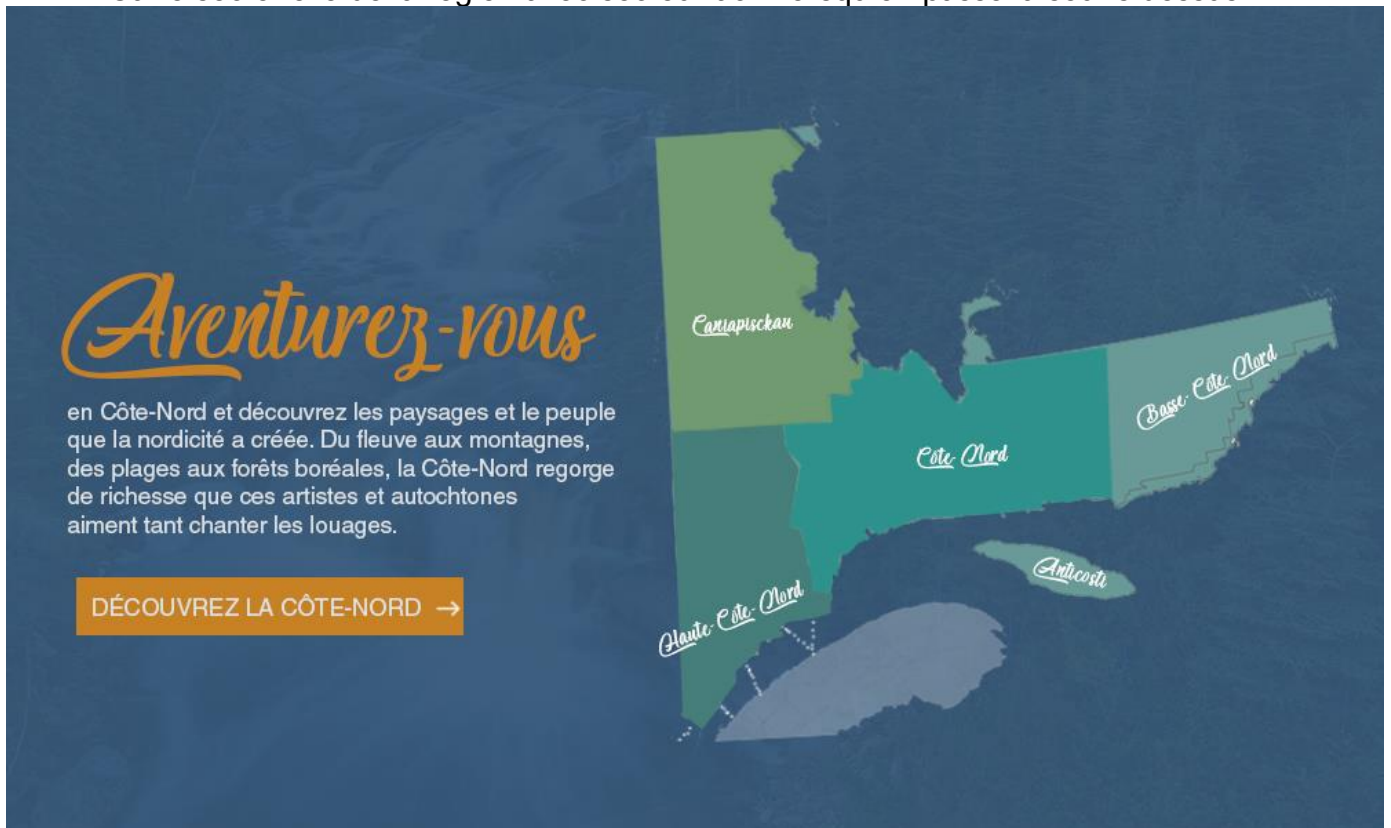 Aventurez-vous
en Côte-Nord et découvrez les paysages et le peuple
que la nordicité a créée. Du fleuve aux montagnes,
des plages aux forêts boréales, la Côte-Nord regorge
de richesse que ces artistes et autochtones
aiment tant chanter les louages.
DÉCOUVREZ LA CÔTE-NORD →
Caniapisckau
Basse-Côte-Nord
Côte-Nord
Anticosti
Haute-Côte-Nord